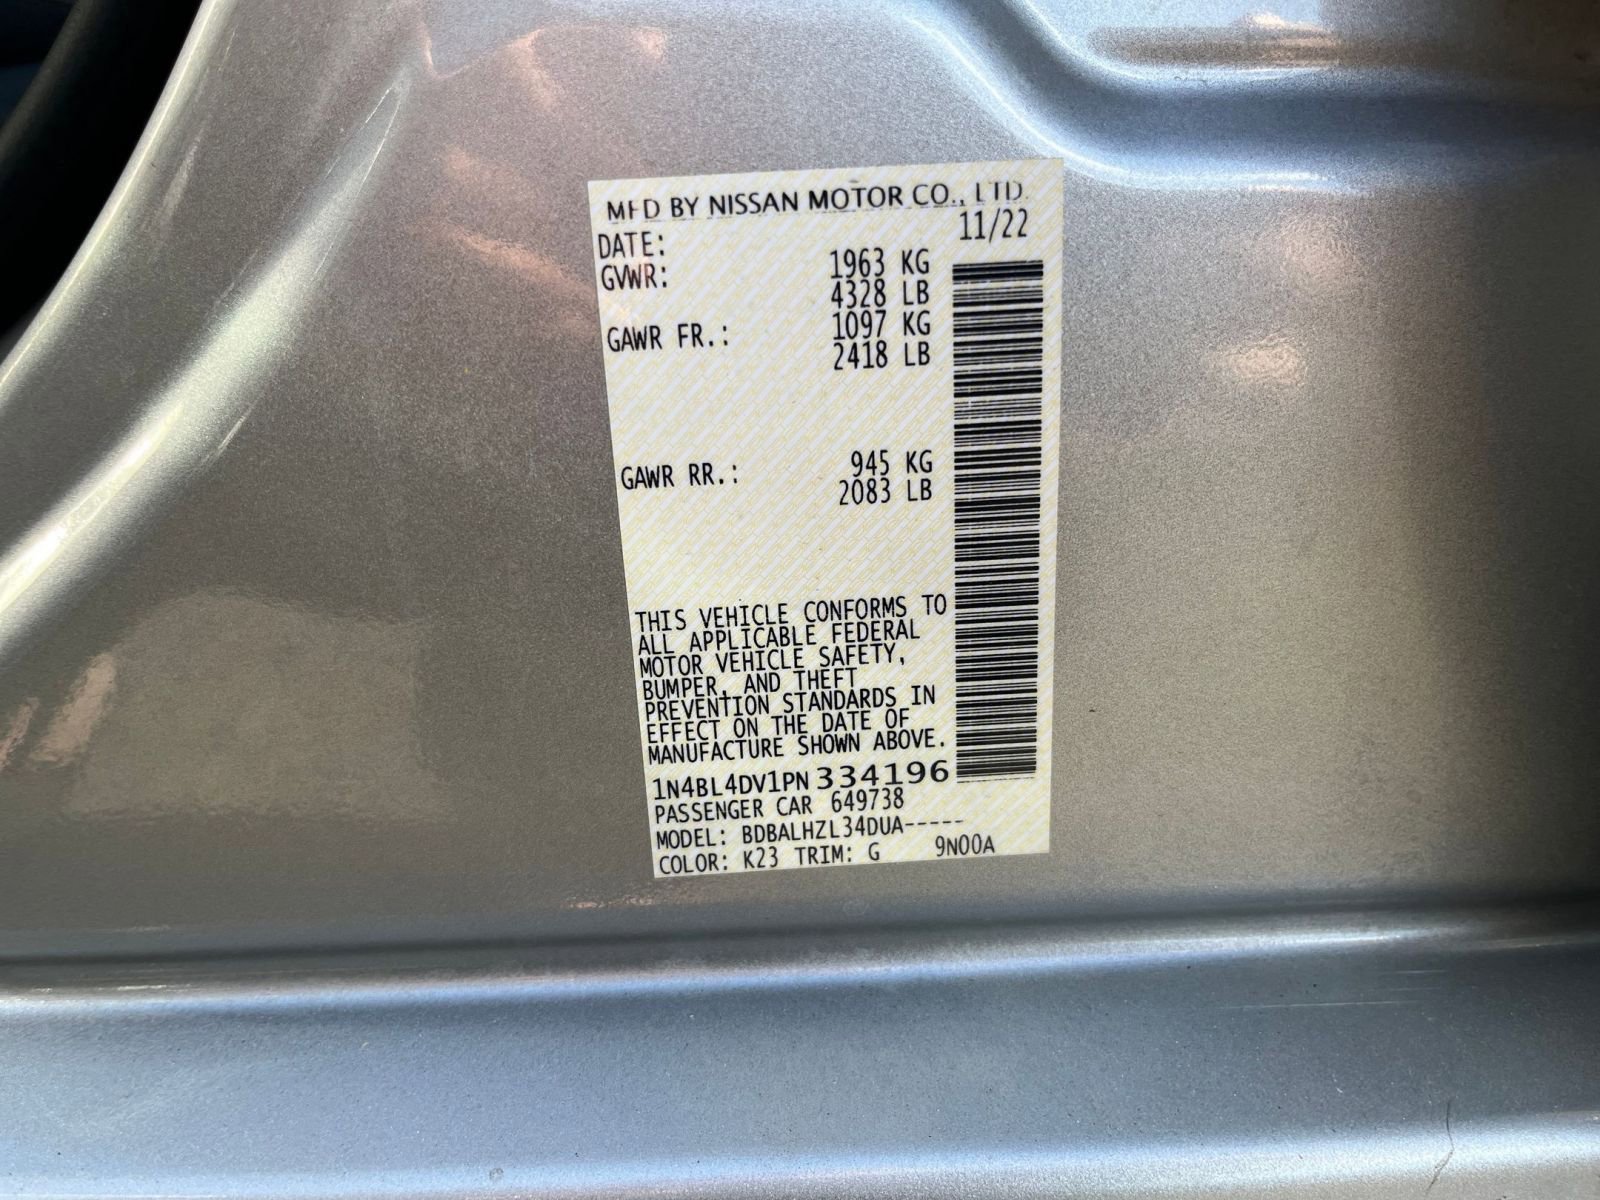 MFD BY NISSAN MOTOR CO., LTD.
DATE: 11/22
GVWR: 1963 KG
4328 LB
GAWR FR.: 1097 KG
2418 LB
GAWR RR.: 945 KG
2083 LB
THIS VEHICLE CONFORMS TO
ALL APPLICABLE FEDERAL
MOTOR VEHICLE SAFETY,
BUMPER, AND THEFT
PREVENTION STANDARDS IN
EFFECT ON THE DATE OF
MANUFACTURE SHOWN ABOVE.
1N4BL4DV1PN334196
PASSENGER CAR 649738
MODEL: BDBALHZL34DUA-----
COLOR: K23 TRIM: G 9N00A